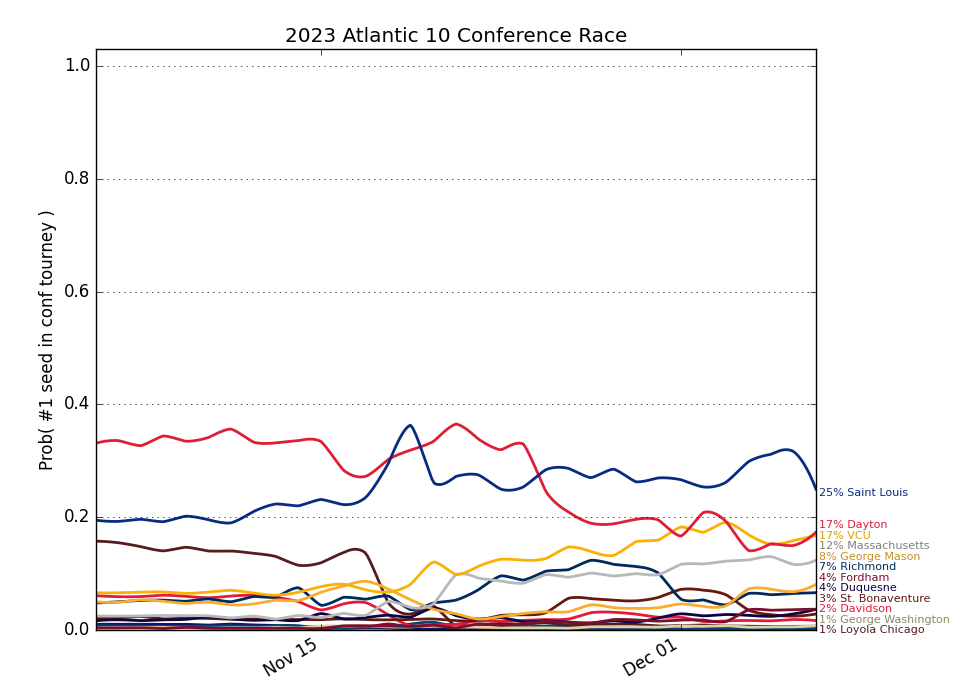 2023 Atlantic 10 Conference Race
Prob( #1 seed in conf tourney )
1.0
0.8
0.6
0.4
0.2
0.0
Nov 15
Dec 01
25% Saint Louis
17% Dayton
17% VCU
12% Massachusetts
8% George Mason
7% Richmond
4% Fordham
4% Duquesne
3% St. Bonaventure
2% Davidson
1% George Washington
1% Loyola Chicago